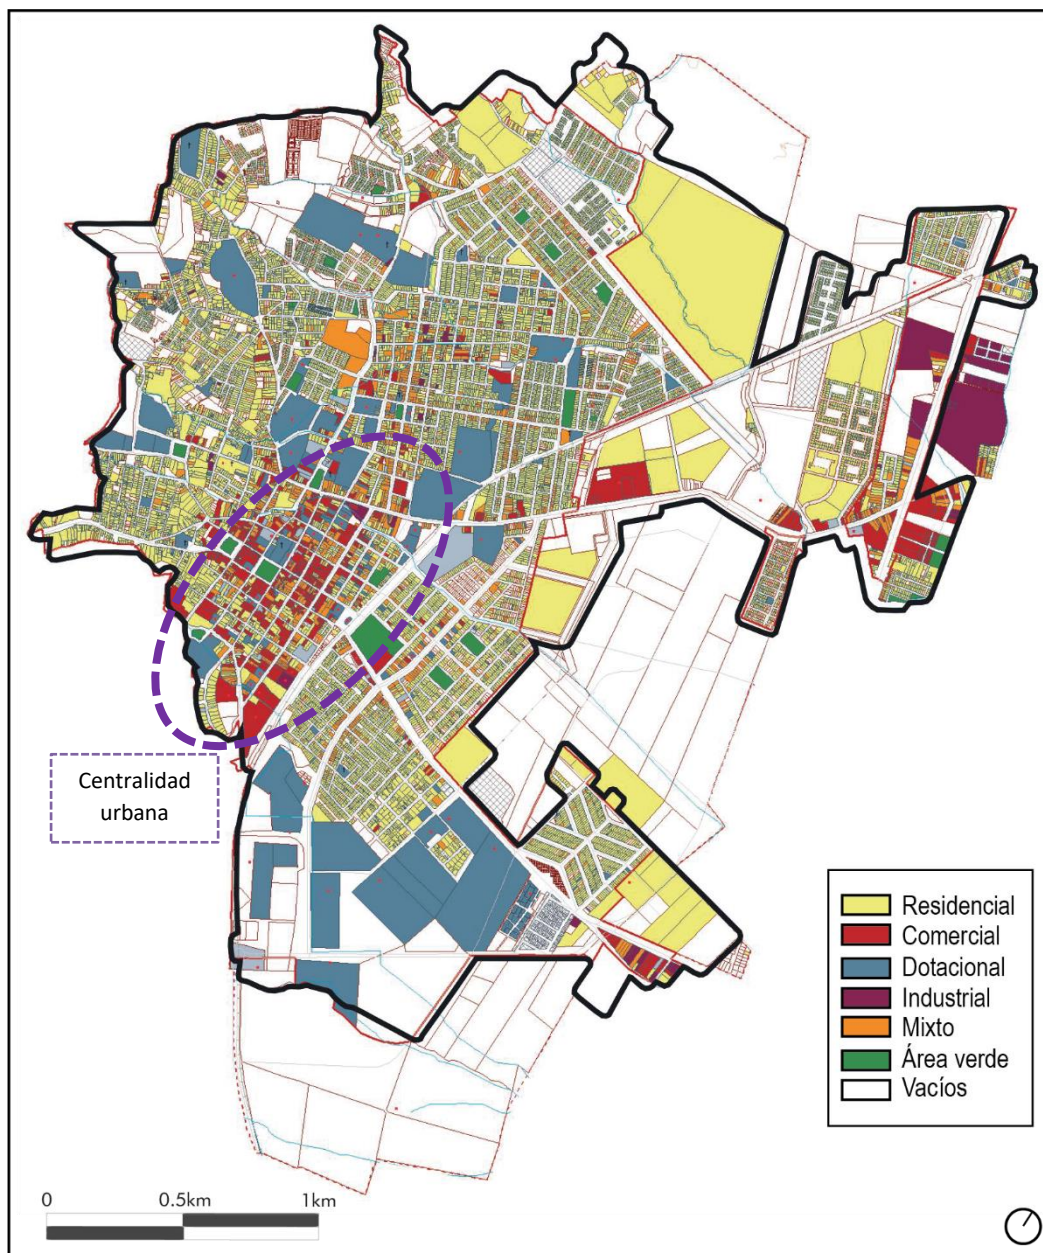 Centralidad
urbana
Residencial
Comercial
Dotacional
Industrial
Mixto
Área verde
Vacíos
0 0.5km 1km